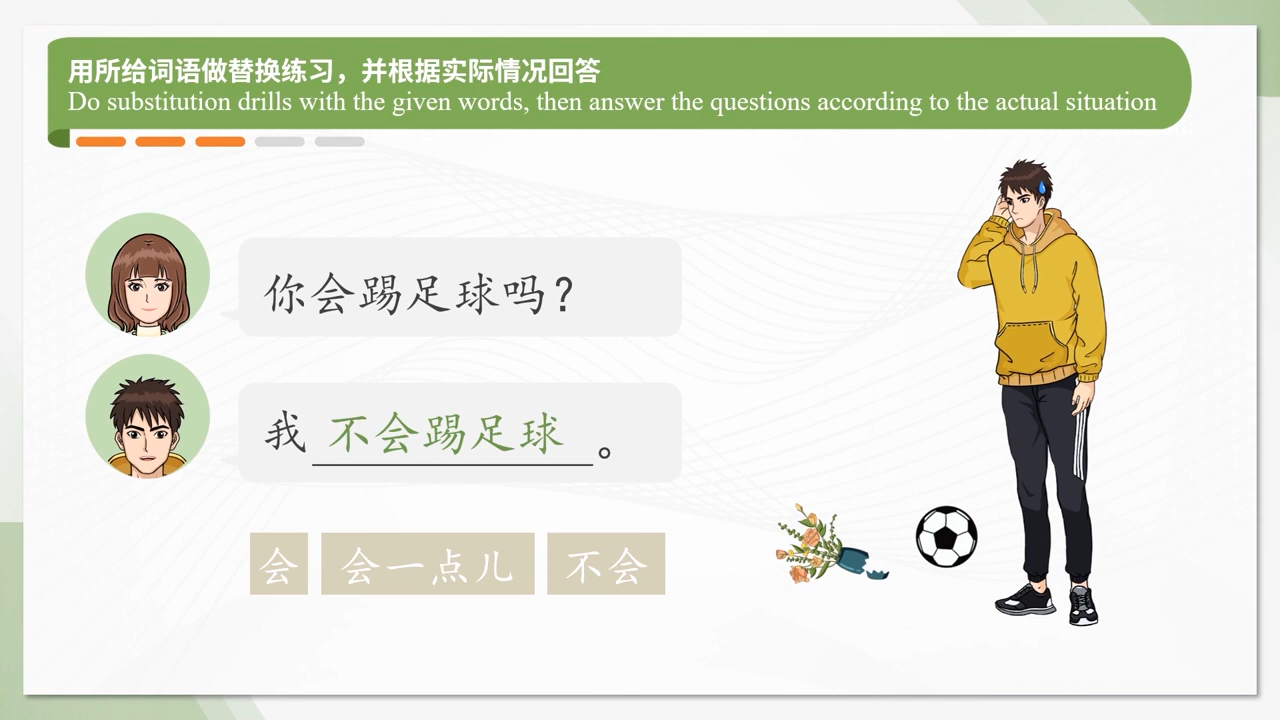 用所给词语做替换练习，并根据实际情况回答
Do substitution drills with the given words, then answer the questions according to the actual situation
你会踢足球吗？
我 不会踢足球 。
会 会一点儿 不会